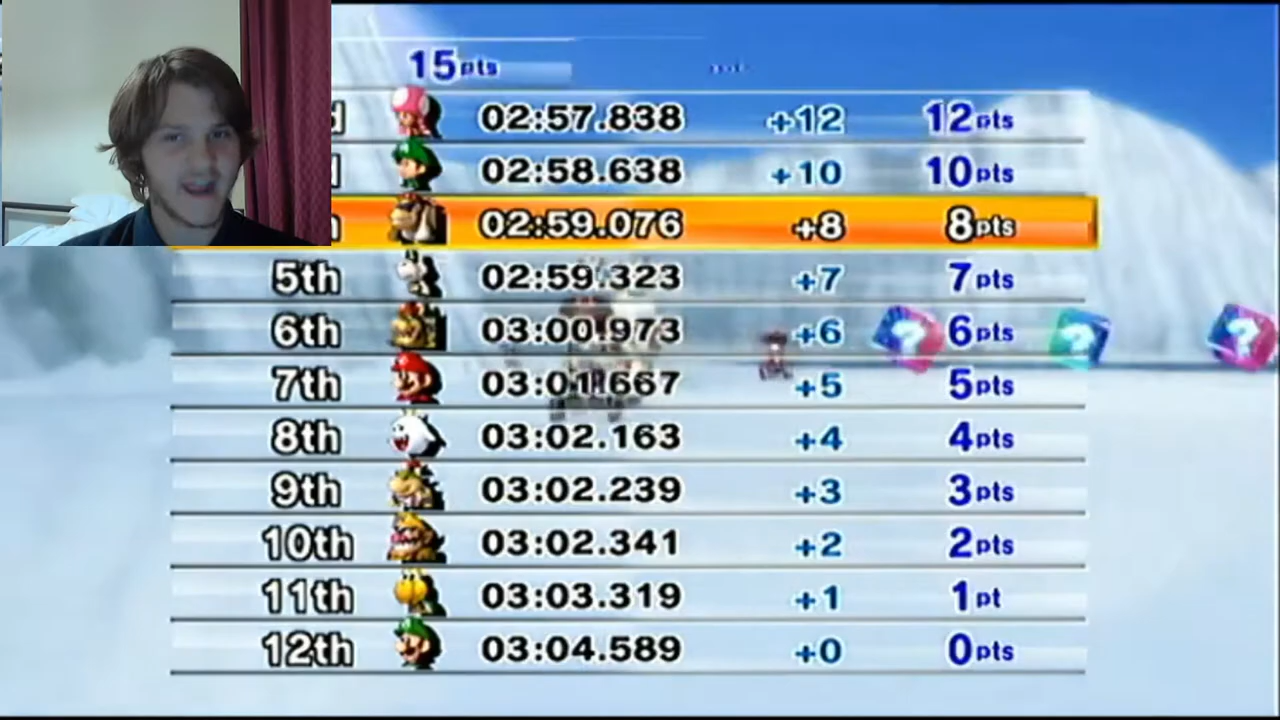 15pts
d 02:57.838 +12 12pts
d 02:58.638 +10 10pts
h 02:59.076 +8 8pts
5th 02:59.323 +7 7pts
6th 03:00.973 +6 6pts
7th 03:01.667 +5 5pts
8th 03:02.163 +4 4pts
9th 03:02.239 +3 3pts
10th 03:02.341 +2 2pts
11th 03:03.319 +1 1pt
12th 03:04.589 +0 0pts
? ? ?